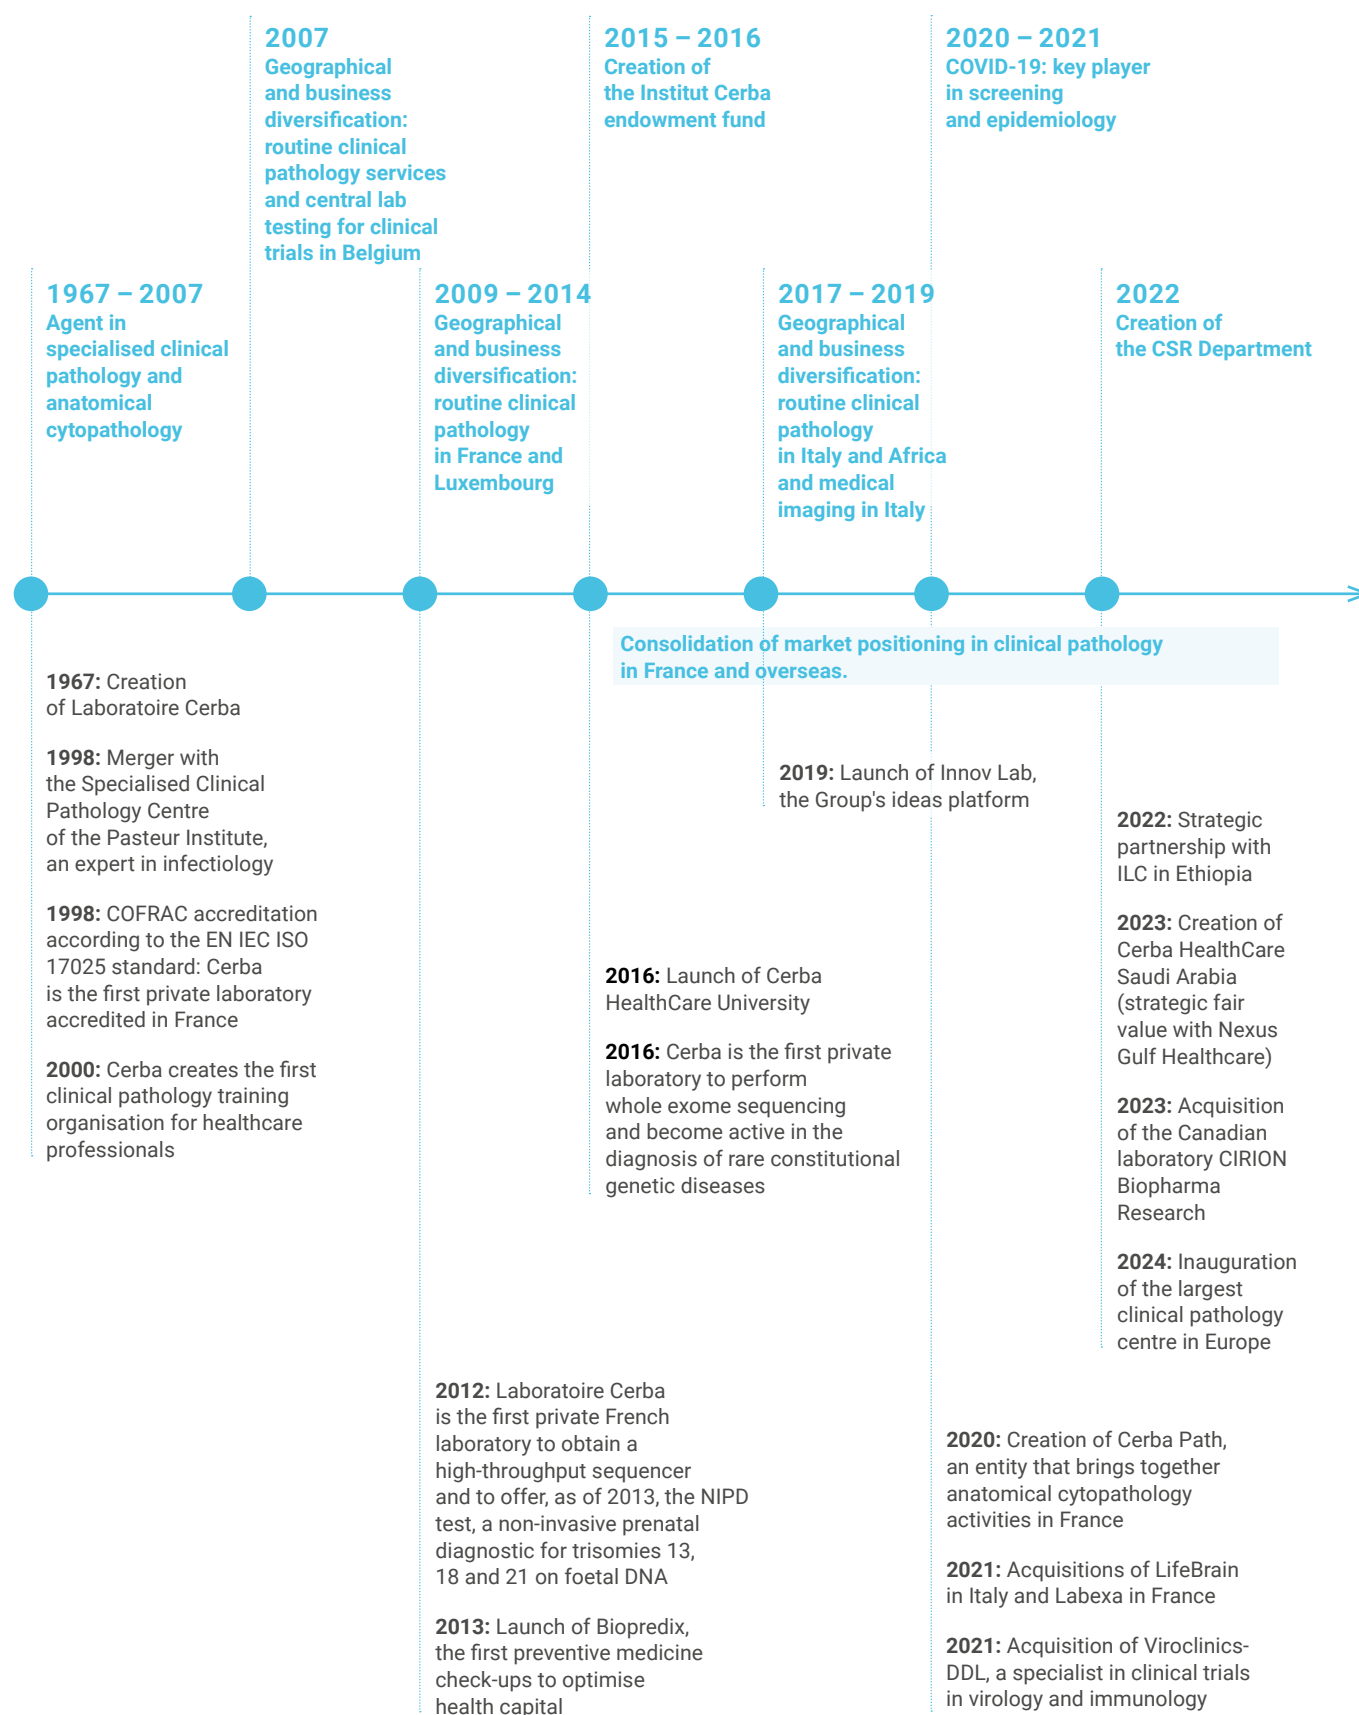 2007
Geographical
and business
diversification:
routine clinical
pathology services
and central lab
testing for clinical
trials in Belgium
2015 – 2016
Creation of
the Institut Cerba
endowment fund
2020 – 2021
COVID-19: key player
in screening
and epidemiology
1967 – 2007
Agent in
specialised clinical
pathology and
anatomical
cytopathology
2009 – 2014
Geographical
and business
diversification:
routine clinical
pathology
in France and
Luxembourg
2017 – 2019
Geographical
and business
diversification:
routine clinical
pathology
in Italy and Africa
and medical
imaging in Italy
2022
Creation of
the CSR Department
Consolidation of market positioning in clinical pathology
in France and overseas.
1967: Creation
of Laboratoire Cerba
1998: Merger with
the Specialised Clinical
Pathology Centre
of the Pasteur Institute,
an expert in infectiology
1998: COFRAC accreditation
according to the EN IEC ISO
17025 standard: Cerba
is the first private laboratory
accredited in France
2000: Cerba creates the first
clinical pathology training
organisation for healthcare
professionals
2012: Laboratoire Cerba
is the first private French
laboratory to obtain a
high-throughput sequencer
and to offer, as of 2013, the NIPD
test, a non-invasive prenatal
diagnostic for trisomies 13,
18 and 21 on foetal DNA
2013: Launch of Biopredix,
the first preventive medicine
check-ups to optimise
health capital
2016: Launch of Cerba
HealthCare University
2016: Cerba is the first private
laboratory to perform
whole exome sequencing
and become active in the
diagnosis of rare constitutional
genetic diseases
2019: Launch of Innov Lab,
the Group's ideas platform
2020: Creation of Cerba Path,
an entity that brings together
anatomical cytopathology
activities in France
2021: Acquisitions of LifeBrain
in Italy and Labexa in France
2021: Acquisition of Viroclinics-
DDL, a specialist in clinical trials
in virology and immunology
2022: Strategic
partnership with
ILC in Ethiopia
2023: Creation of
Cerba HealthCare
Saudi Arabia
(strategic fair
value with Nexus
Gulf Healthcare)
2023: Acquisition
of the Canadian
laboratory CIRION
Biopharma
Research
2024: Inauguration
of the largest
clinical pathology
centre in Europe